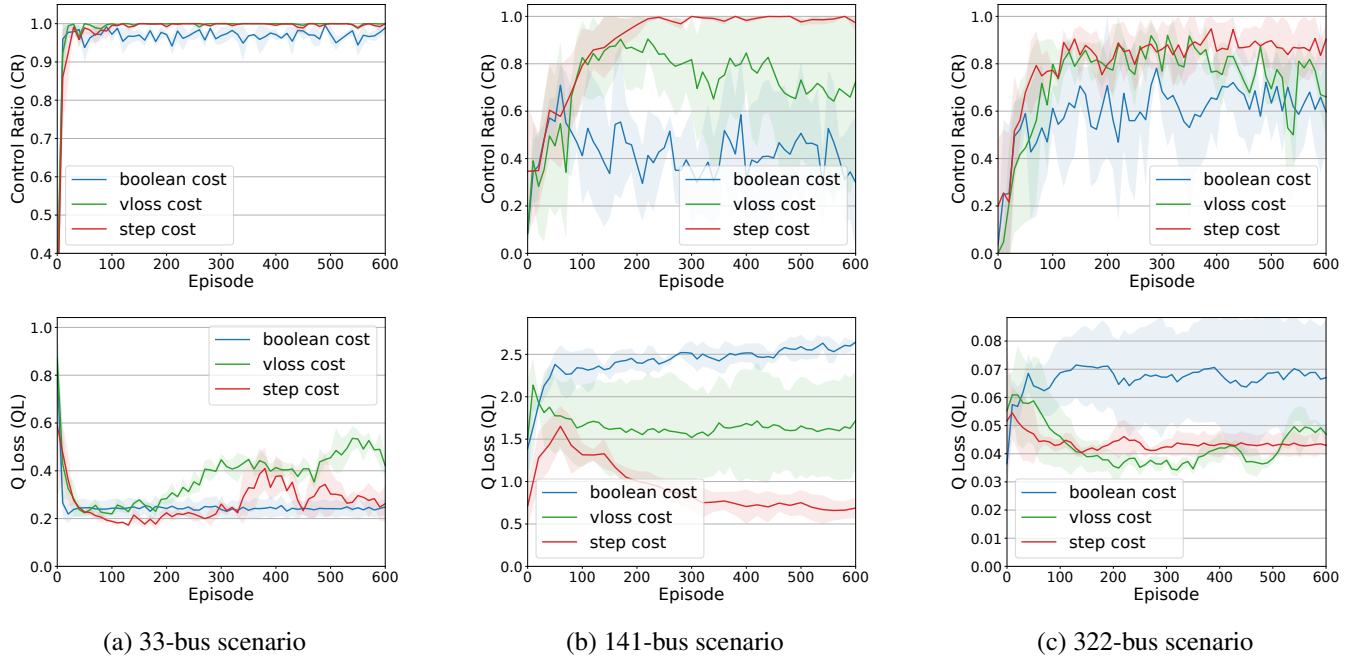 Control Ratio (CR)
1.0
0.9
0.8
0.7
0.6
0.5
0.4
boolean cost
vloss cost
step cost
0 100 200 300 400 500 600
Episode
Control Ratio (CR)
1.0
0.8
0.6
0.4
0.2
0.0
boolean cost
vloss cost
step cost
0 100 200 300 400 500 600
Episode
Control Ratio (CR)
1.0
0.8
0.6
0.4
0.2
0.0
boolean cost
vloss cost
step cost
0 100 200 300 400 500 600
Episode
Q Loss (QL)
1.0
0.8
0.6
0.4
0.2
0.0
boolean cost
vloss cost
step cost
0 100 200 300 400 500 600
Episode
Q Loss (QL)
2.5
2.0
1.5
1.0
0.5
0.0
boolean cost
vloss cost
step cost
0 100 200 300 400 500 600
Episode
Q Loss (QL)
0.08
0.07
0.06
0.05
0.04
0.03
0.02
0.01
0.00
boolean cost
vloss cost
step cost
0 100 200 300 400 500 600
Episode
(a) 33-bus scenario
(b) 141-bus scenario
(c) 322-bus scenario